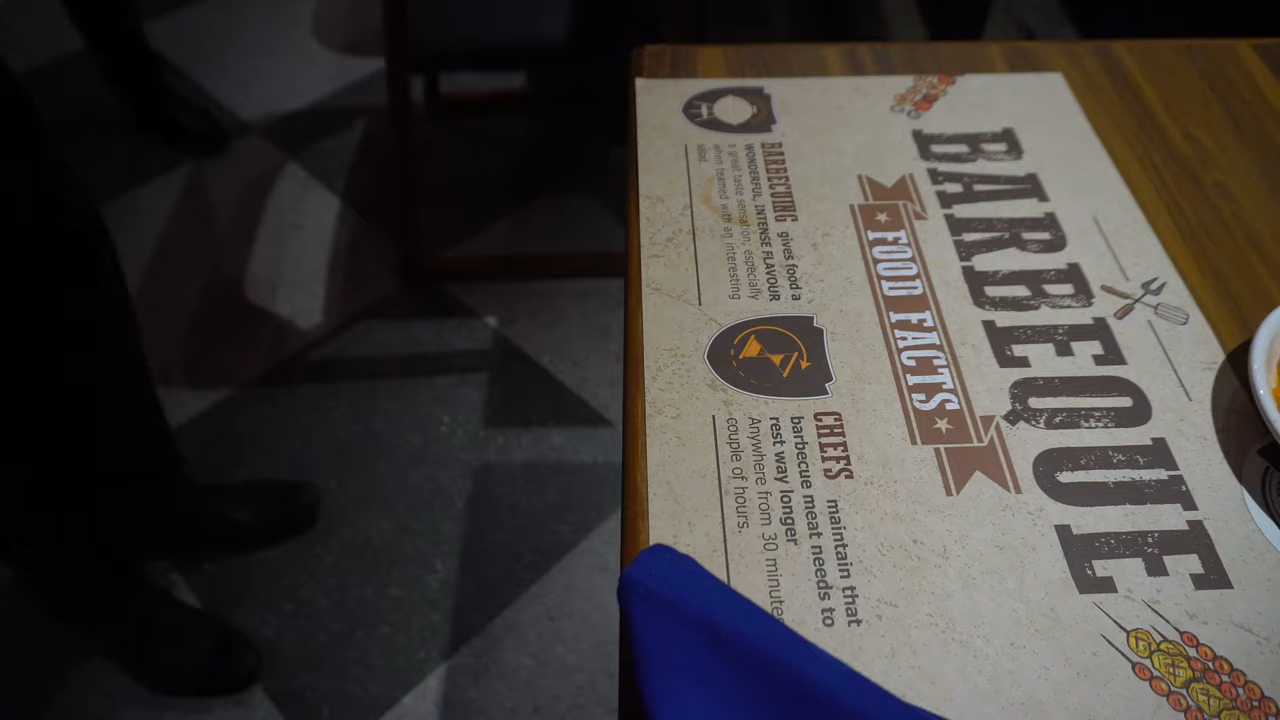 BARBEQUE
FOOD FACTS
BARBECUING gives food a
WONDERFUL, INTENSE FLAVOUR
a great taste sensation; especially
when teamed with an interesting
salad.
CHEFS maintain that
barbecue meat needs to
rest way longer
Anywhere from 30 minutes
couple of hours.